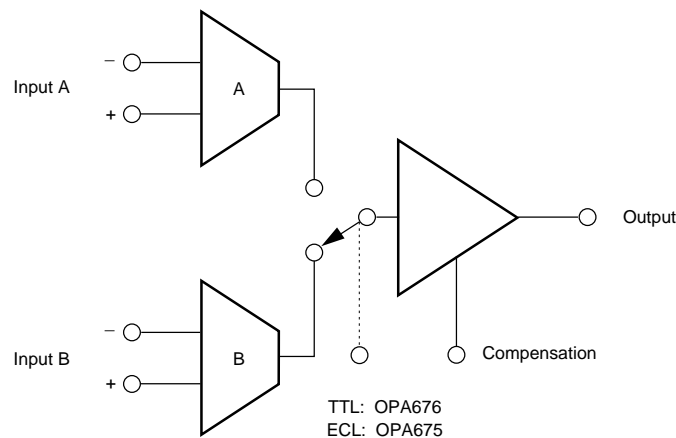 –
A
Input A
+
Output
–
B
Input B
+
Compensation
TTL: OPA676
ECL: OPA675